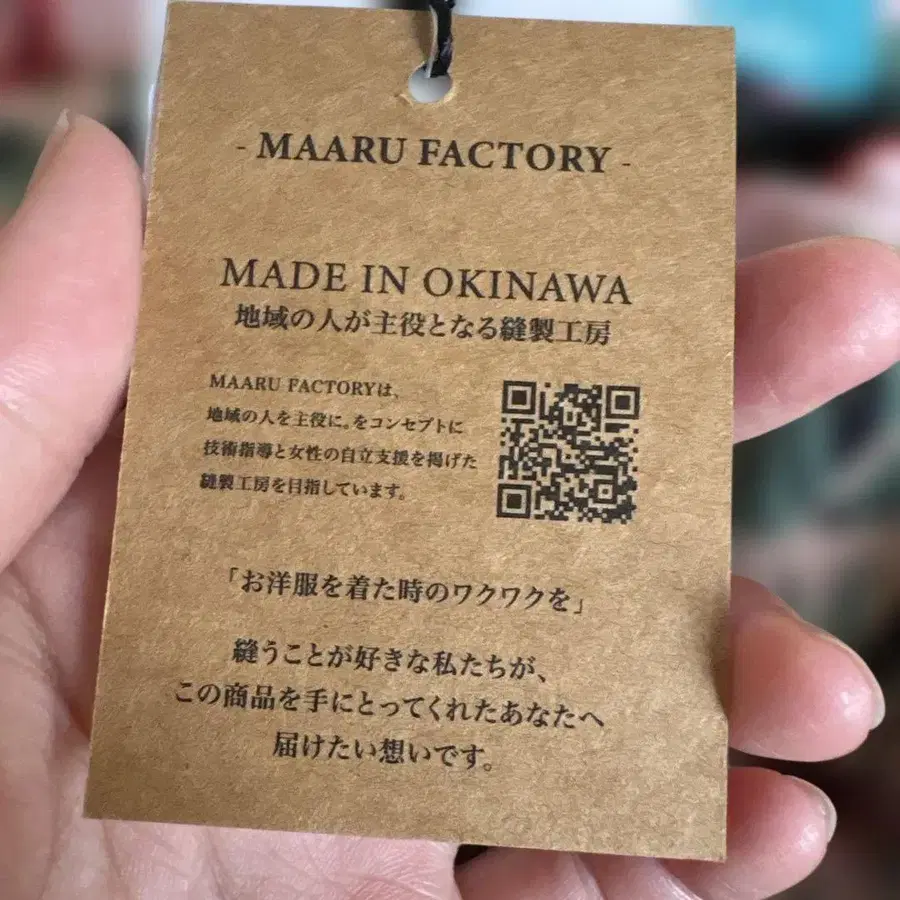 - MAARU FACTORY -
MADE IN OKINAWA
地域の人が主役となる縫製工房
MAARU FACTORYは、
地域の人を主役に。をコンセプトに
技術指導と女性の自立支援を掲げた
縫製工房を目指しています。
「お洋服を着た時のワクワクを」
縫うことが好きな私たちが、
この商品を手にとってくれたあなたへ
届けたい想いです。